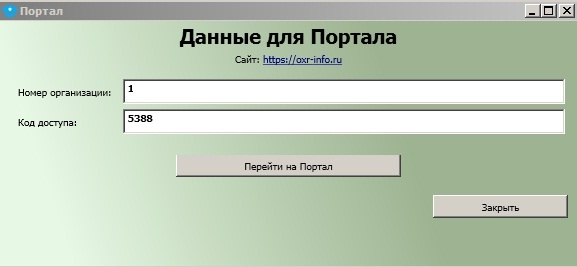 Портал
Данные для Портала
Сайт: https://oxr-info.ru
Номер организации: 1
Код доступа: 5388
Перейти на Портал
Закрыть